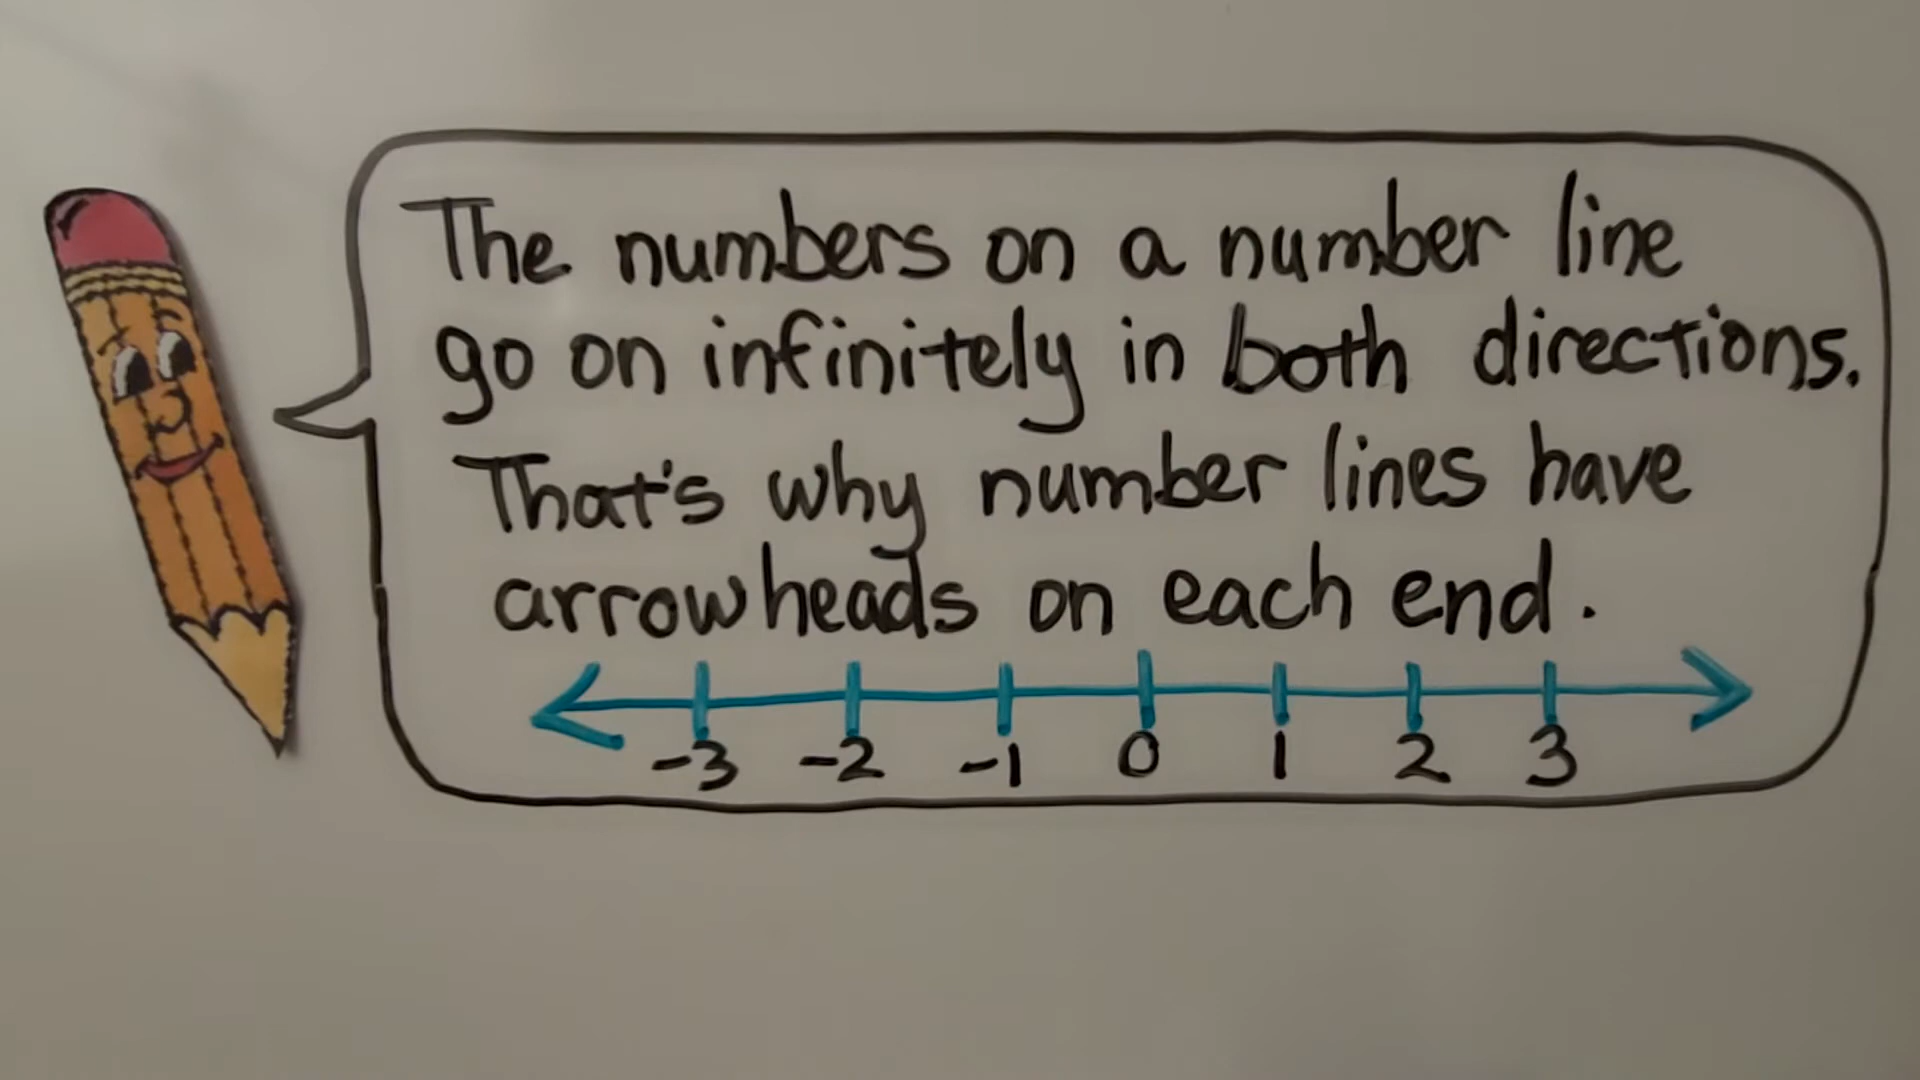 The numbers on a number line
go on infinitely in both directions.
That's why number lines have
arrowheads on each end.
-3 -2 -1 0 1 2 3